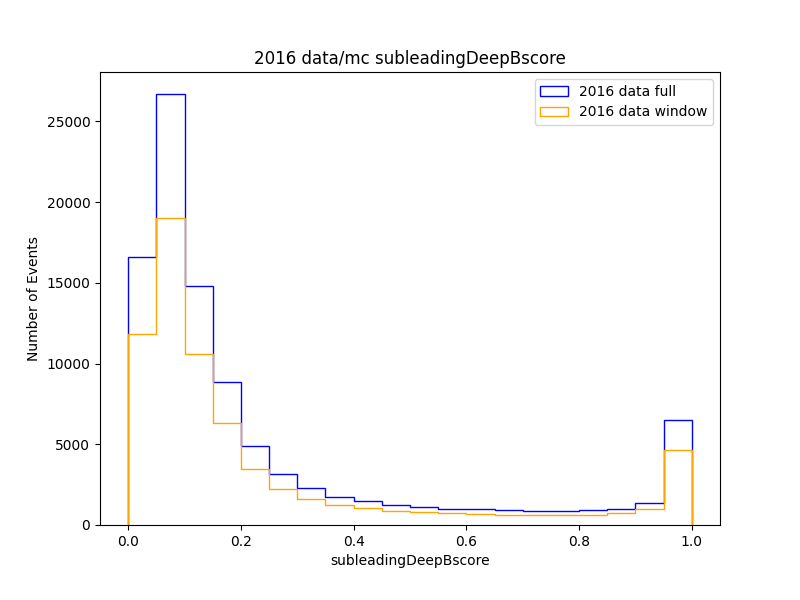 2016 data/mc subleadingDeepBscore
2016 data full
2016 data window
Number of Events
25000
20000
15000
10000
5000
0
0.0 0.2 0.4 0.6 0.8 1.0
subleadingDeepBscore